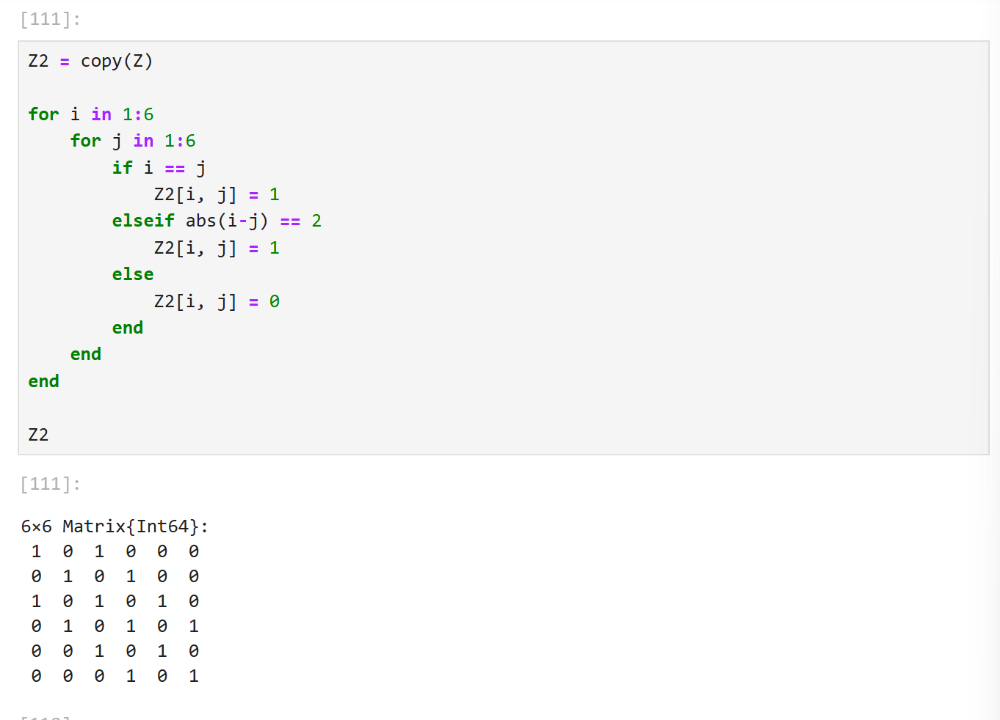 [111]:
Z2 = copy(Z)
for i in 1:6
    for j in 1:6
        if i == j
            Z2[i, j] = 1
        elseif abs(i-j) == 2
            Z2[i, j] = 1
        else
            Z2[i, j] = 0
        end
    end
end
Z2
[111]:
6×6 Matrix{Int64}:
 1  0  1  0  0  0
 0  1  0  1  0  0
 1  0  1  0  1  0
 0  1  0  1  0  1
 0  0  1  0  1  0
 0  0  0  1  0  1